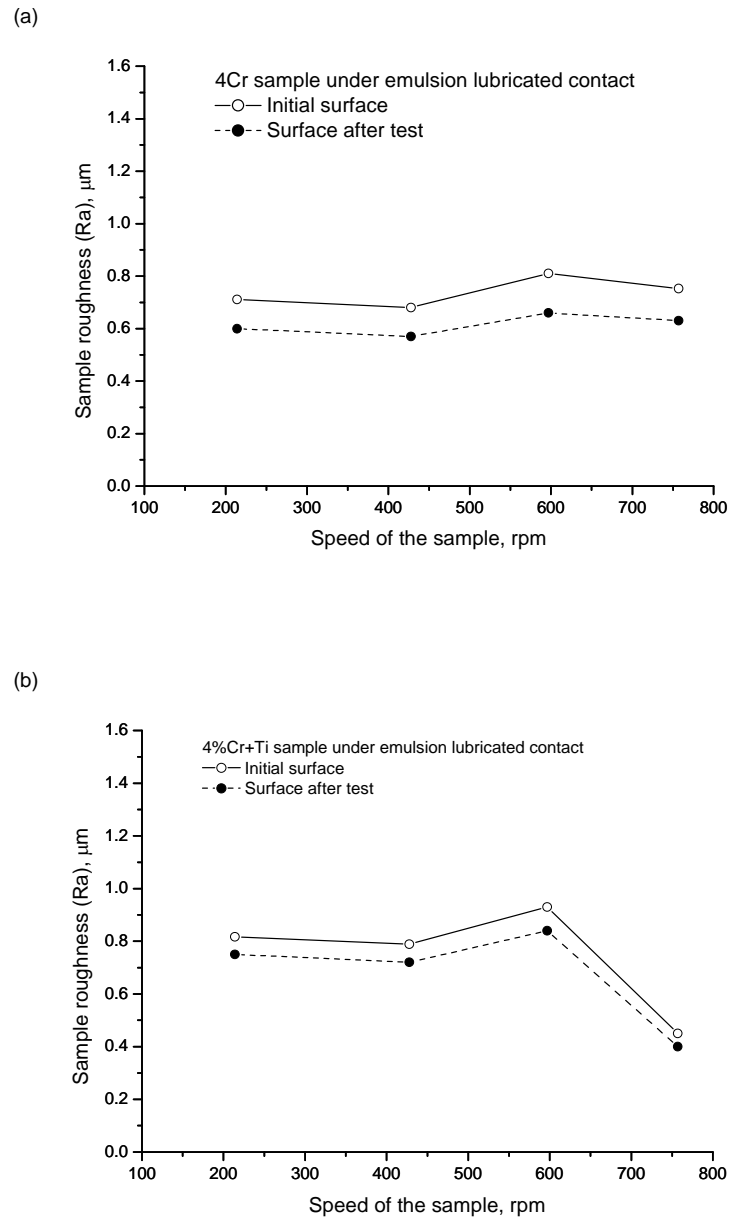 (a)
1.6
1.4
1.2
1.0
0.8
0.6
0.4
0.2
0.0
Sample roughness (Ra), μm
4Cr sample under emulsion lubricated contact
Initial surface
Surface after test
100 200 300 400 500 600 700 800
Speed of the sample, rpm
(b)
1.6
1.4
1.2
1.0
0.8
0.6
0.4
0.2
0.0
Sample roughness (Ra), μm
4%Cr+Ti sample under emulsion lubricated contact
Initial surface
Surface after test
100 200 300 400 500 600 700 800
Speed of the sample, rpm